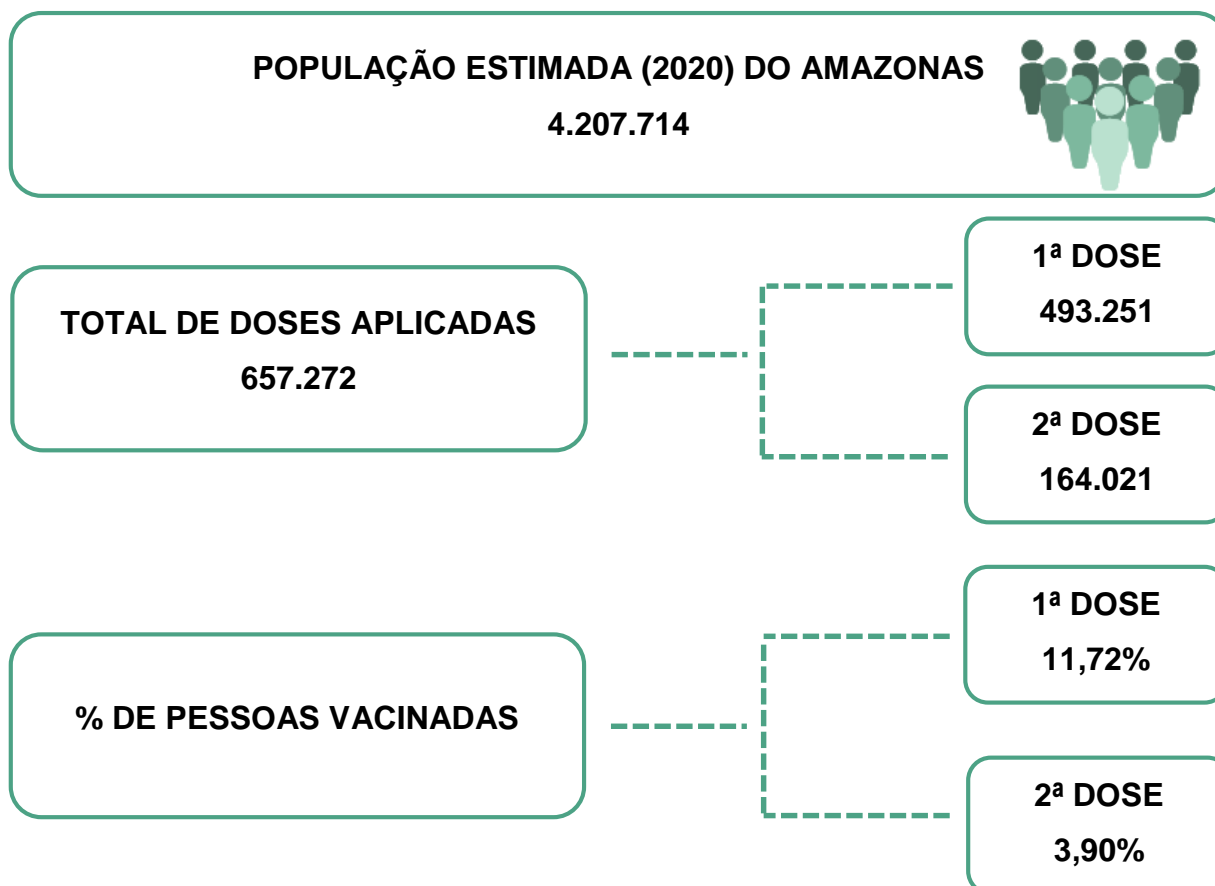 POPULAÇÃO ESTIMADA (2020) DO AMAZONAS
4.207.714
TOTAL DE DOSES APLICADAS
657.272
1ª DOSE
493.251
2ª DOSE
164.021
% DE PESSOAS VACINADAS
1ª DOSE
11,72%
2ª DOSE
3,90%